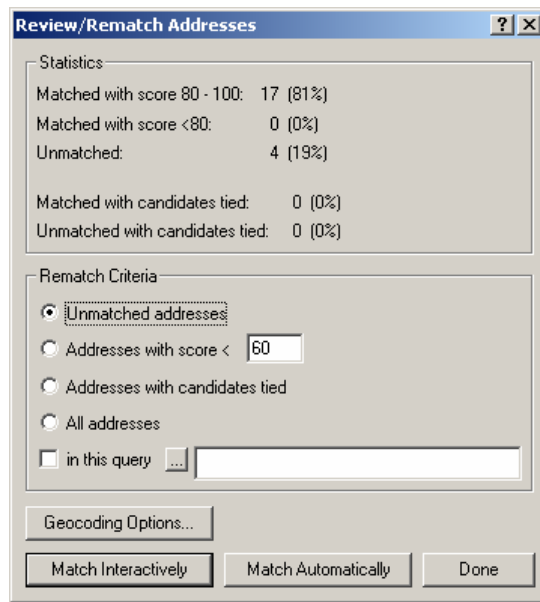 Review/Rematch Addresses
Statistics
Matched with score 80 - 100: 17 (81%)
Matched with score <80: 0 (0%)
Unmatched: 4 (19%)
Matched with candidates tied: 0 (0%)
Unmatched with candidates tied: 0 (0%)
Rematch Criteria
Unmatched addresses
Addresses with score < 60
Addresses with candidates tied
All addresses
in this query ...
Geocoding Options...
Match Interactively Match Automatically Done